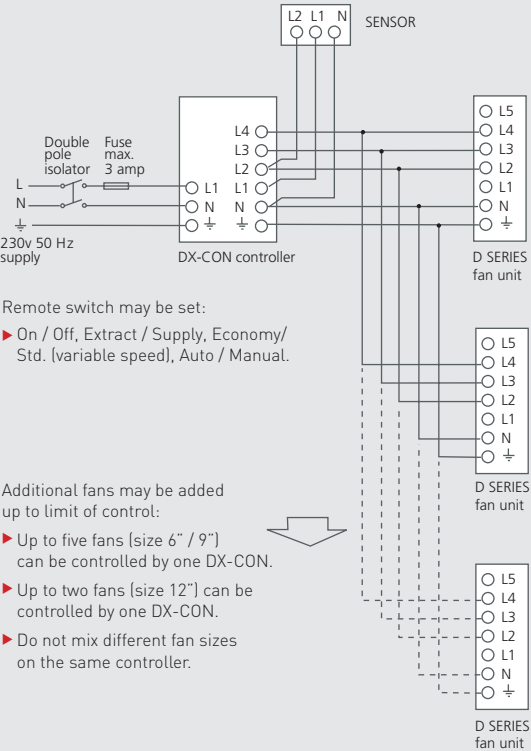 L2 L1 N
SENSOR
L4
L3
L2
L1
N
⏚
L1
N
⏚
DX-CON controller
Double
pole
isolator
Fuse
max.
3 amp
L
N
⏚
230v 50 Hz
supply
L5
L4
L3
L2
L1
N
⏚
D SERIES
fan unit
Remote switch may be set:
▶ On / Off, Extract / Supply, Economy/
Std. (variable speed), Auto / Manual.
L5
L4
L3
L2
L1
N
⏚
D SERIES
fan unit
Additional fans may be added
up to limit of control:
▶ Up to five fans (size 6” / 9”)
can be controlled by one DX-CON.
▶ Up to two fans (size 12”) can be
controlled by one DX-CON.
▶ Do not mix different fan sizes
on the same controller.
L5
L4
L3
L2
L1
N
⏚
D SERIES
fan unit